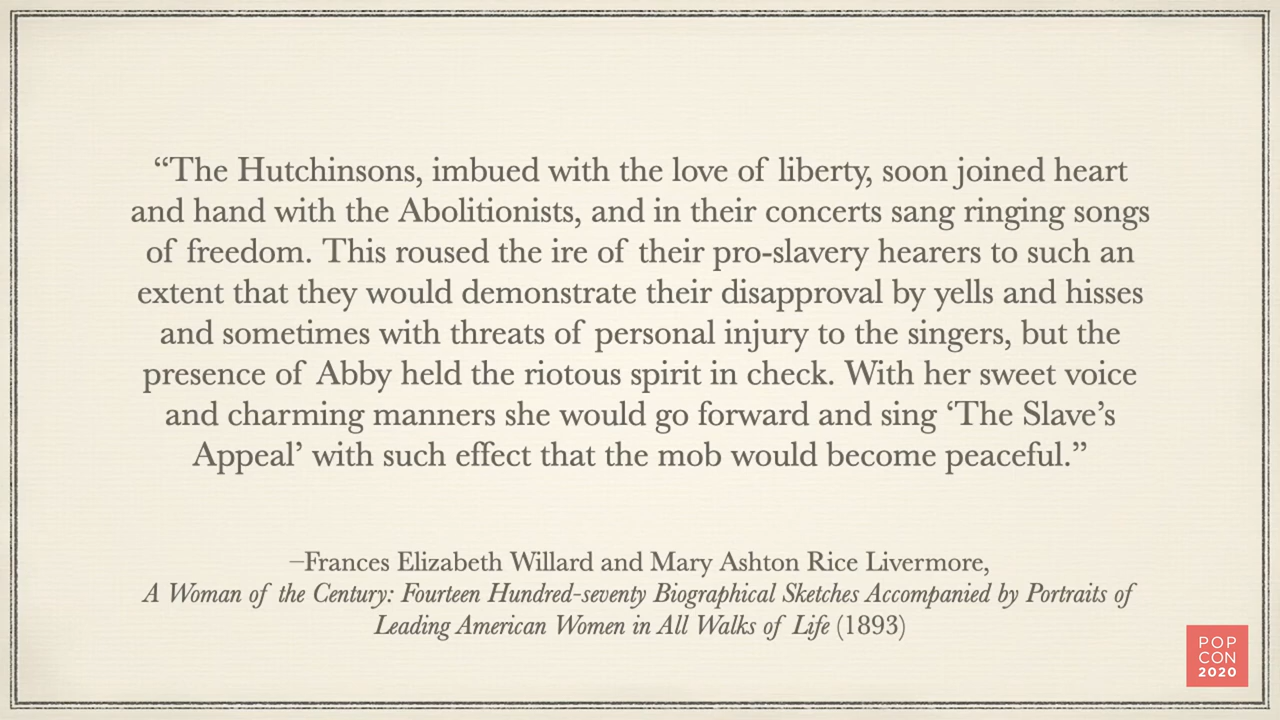 “The Hutchinsons, imbued with the love of liberty, soon joined heart
and hand with the Abolitionists, and in their concerts sang ringing songs
of freedom. This roused the ire of their pro-slavery hearers to such an
extent that they would demonstrate their disapproval by yells and hisses
and sometimes with threats of personal injury to the singers, but the
presence of Abby held the riotous spirit in check. With her sweet voice
and charming manners she would go forward and sing ‘The Slave’s
Appeal’ with such effect that the mob would become peaceful.”
–Frances Elizabeth Willard and Mary Ashton Rice Livermore,
A Woman of the Century: Fourteen Hundred-seventy Biographical Sketches Accompanied by Portraits of
Leading American Women in All Walks of Life (1893)
POP
CON
2020